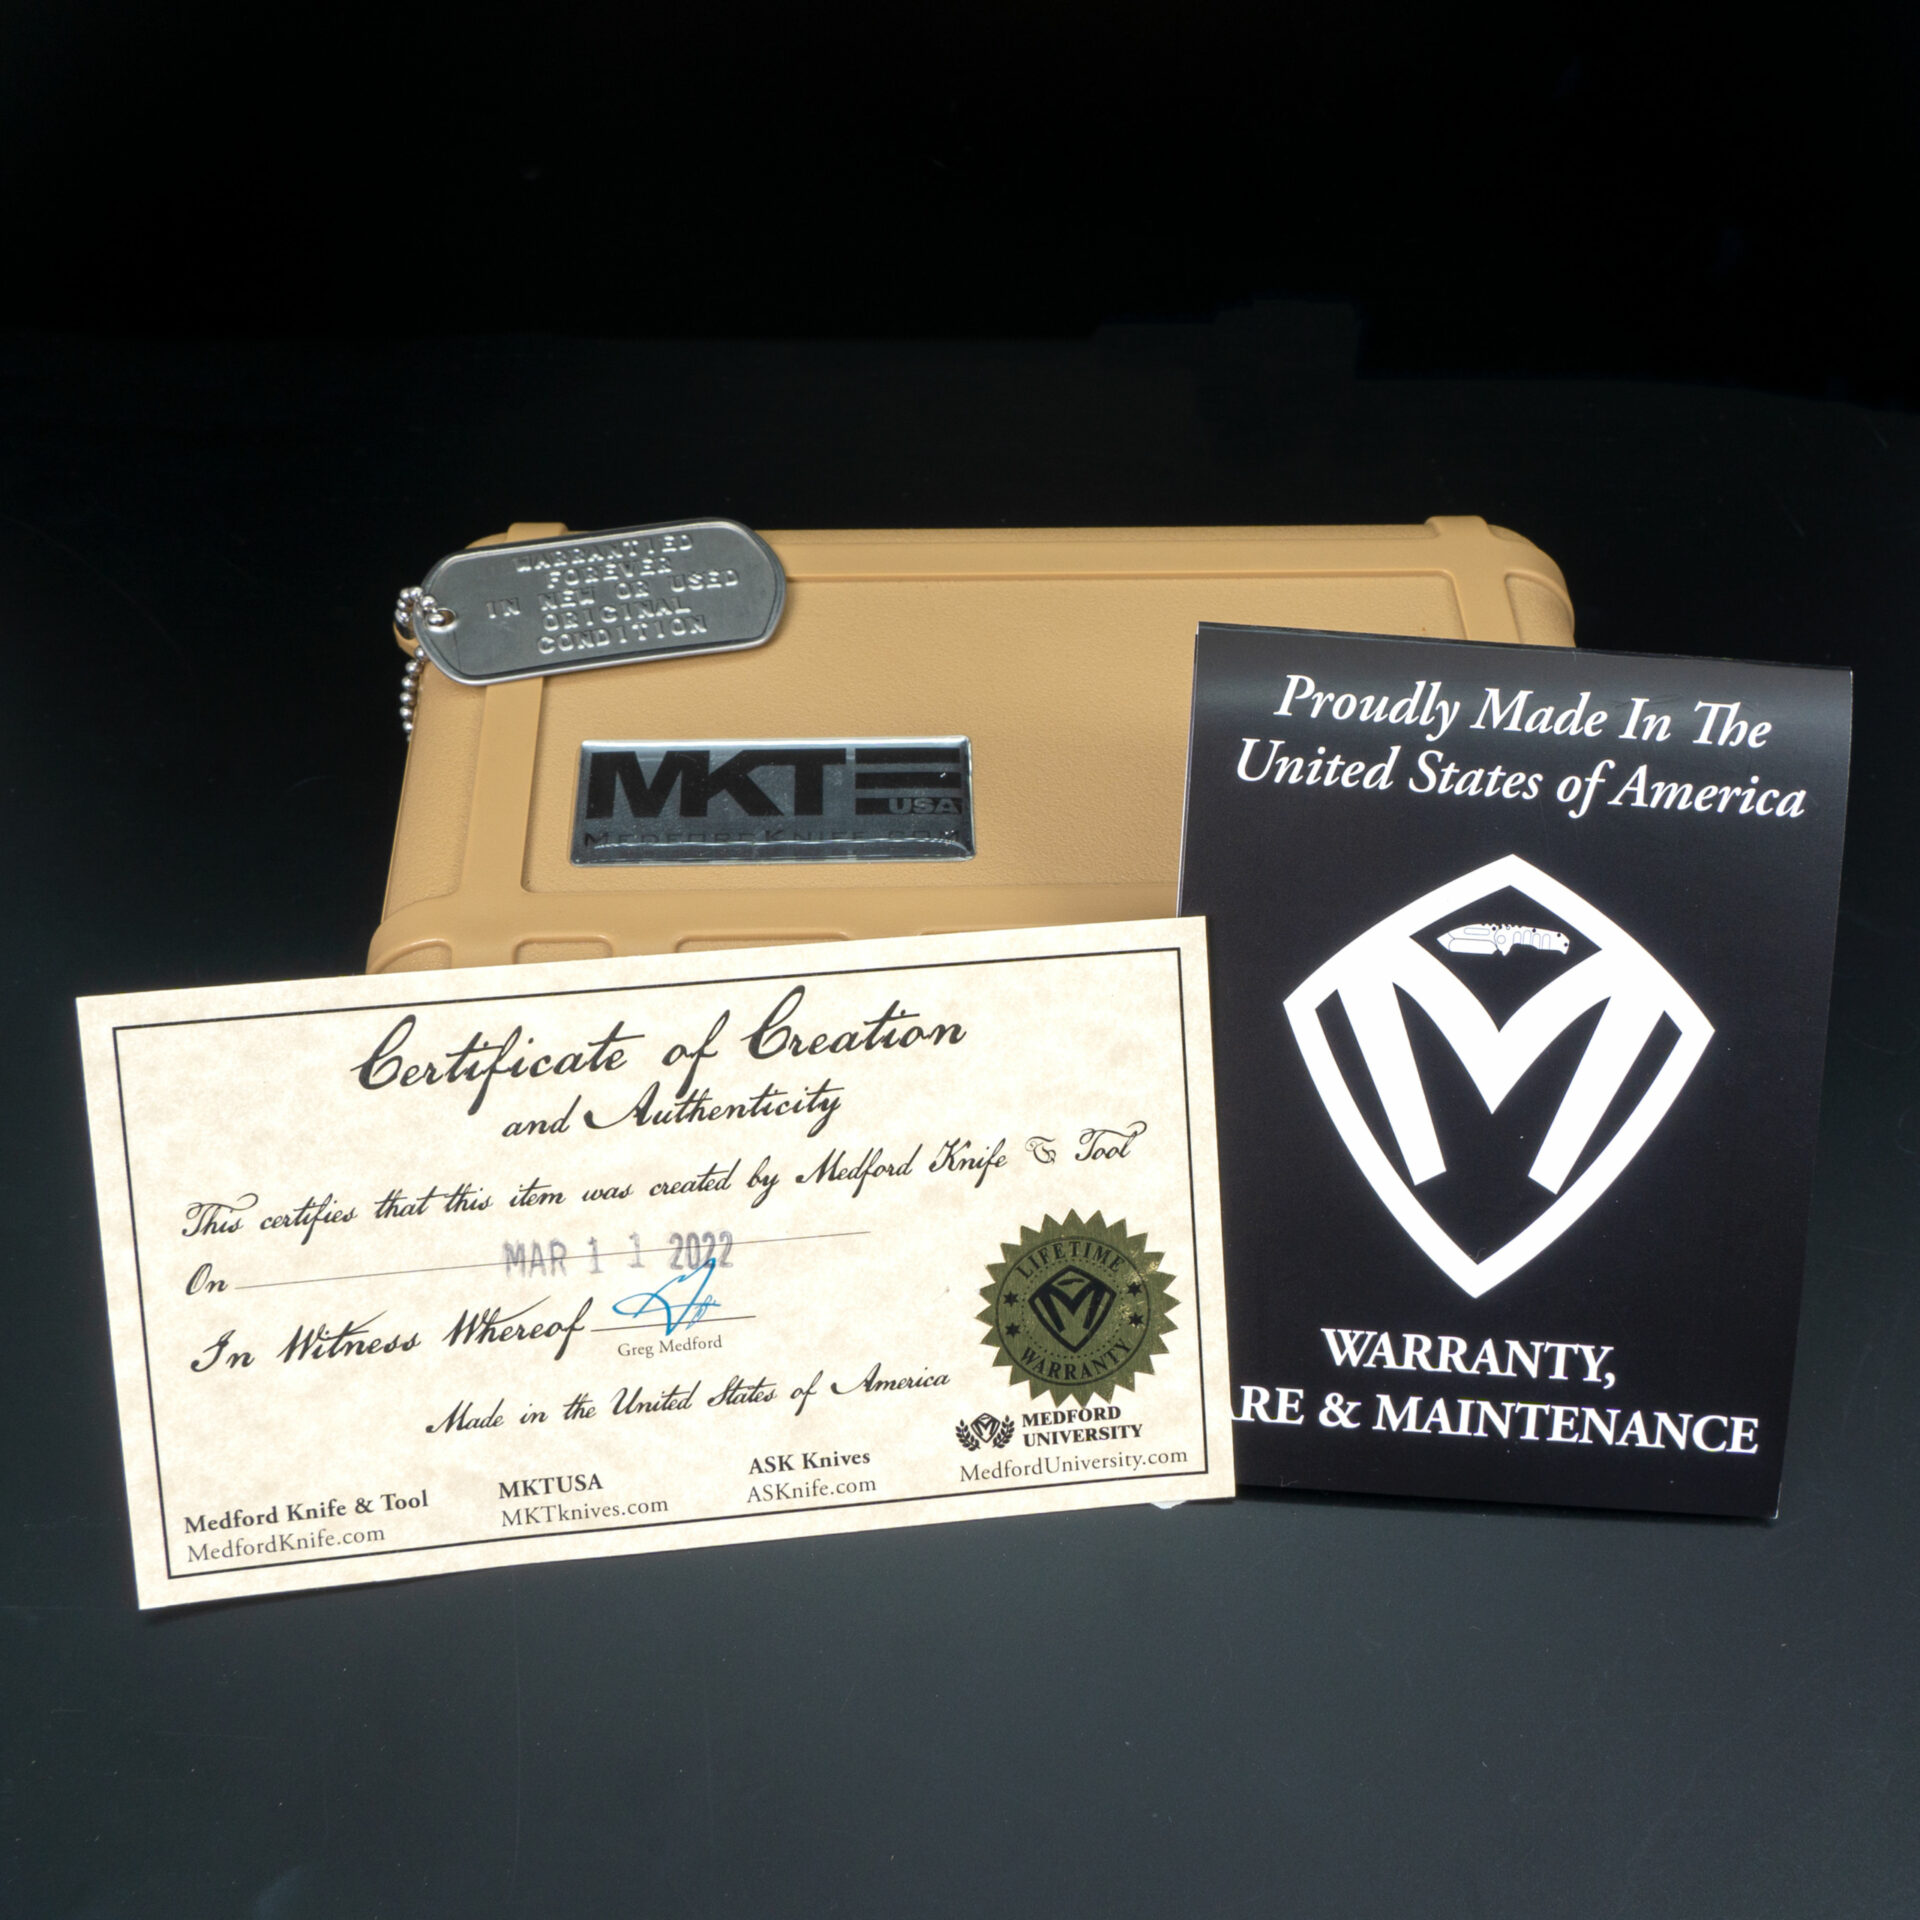 WARRANTIED
FOREVER
IN NEW OR USED
ORIGINAL
CONDITION
MKT
USA
MEDFORDKNIFE.COM
Proudly Made In The
United States of America
M
WARRANTY,
RE & MAINTENANCE
Certificate of Creation
and Authenticity
This certifies that this item was created by Medford Knife & Tool
On MAR 1 1 2022
In Witness Whereof
Greg Medford
Made in the United States of America
LIFETIME
M
WARRANTY
MEDFORD
UNIVERSITY
MedfordUniversity.com
Medford Knife & Tool
MedfordKnife.com
MKTUSA
MKTknives.com
ASK Knives
ASKnife.com